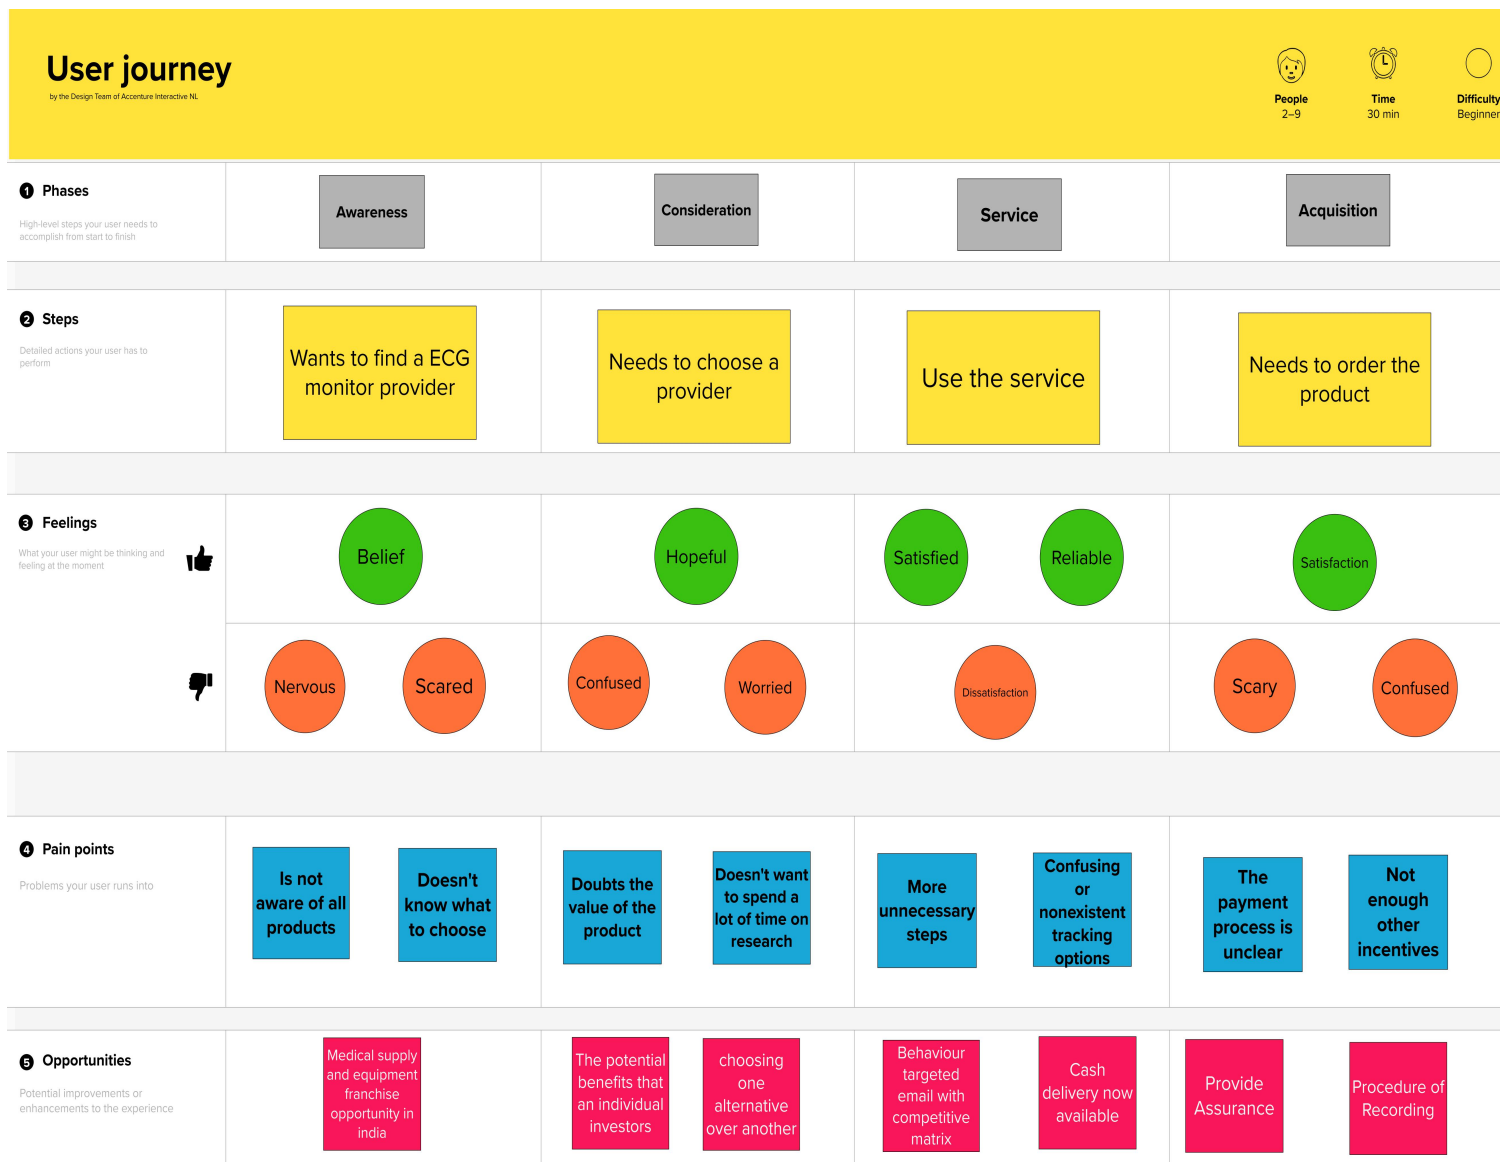 User journey
by the Design Team of Accenture Interactive NL
People
2–9
Time
30 min
Difficulty
Beginner
1 Phases
High-level steps your user needs to
accomplish from start to finish
Awareness
Consideration
Service
Acquisition
2 Steps
Detailed actions your user has to
perform
Wants to find a ECG
monitor provider
Needs to choose a
provider
Use the service
Needs to order the
product
3 Feelings
What your user might be thinking and
feeling at the moment
Belief
Hopeful
Satisfied
Reliable
Satisfaction
Nervous
Scared
Confused
Worried
Dissatisfaction
Scary
Confused
4 Pain points
Problems your user runs into
Is not
aware of all
products
Doesn't
know what
to choose
Doubts the
value of the
product
Doesn't want
to spend a
lot of time on
research
More
unnecessary
steps
Confusing
or
nonexistent
tracking
options
The
payment
process is
unclear
Not
enough
other
incentives
5 Opportunities
Potential improvements or
enhancements to the experience
Medical supply
and equipment
franchise
opportunity in
india
The potential
benefits that
an individual
investors
choosing
one
alternative
over another
Behaviour
targeted
email with
competitive
matrix
Cash
delivery now
available
Provide
Assurance
Procedure of
Recording